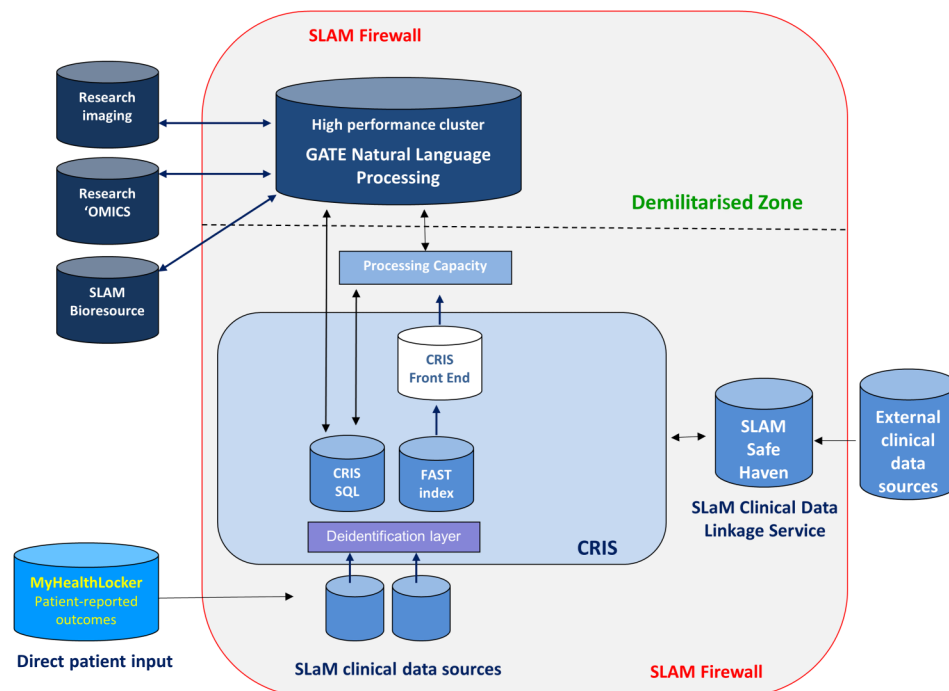 SLAM Firewall
Research
imaging
High performance cluster
GATE Natural Language
Processing
Research
‘OMICS
Demilitarised Zone
SLAM
Bioresource
Processing Capacity
CRIS
Front End
SLAM
Safe
Haven
External
clinical
data
sources
CRIS
SQL
FAST
index
SLaM Clinical Data
Linkage Service
Deidentification layer
CRIS
MyHealthLocker
Patient-reported
outcomes
Direct patient input
SLaM clinical data sources
SLAM Firewall